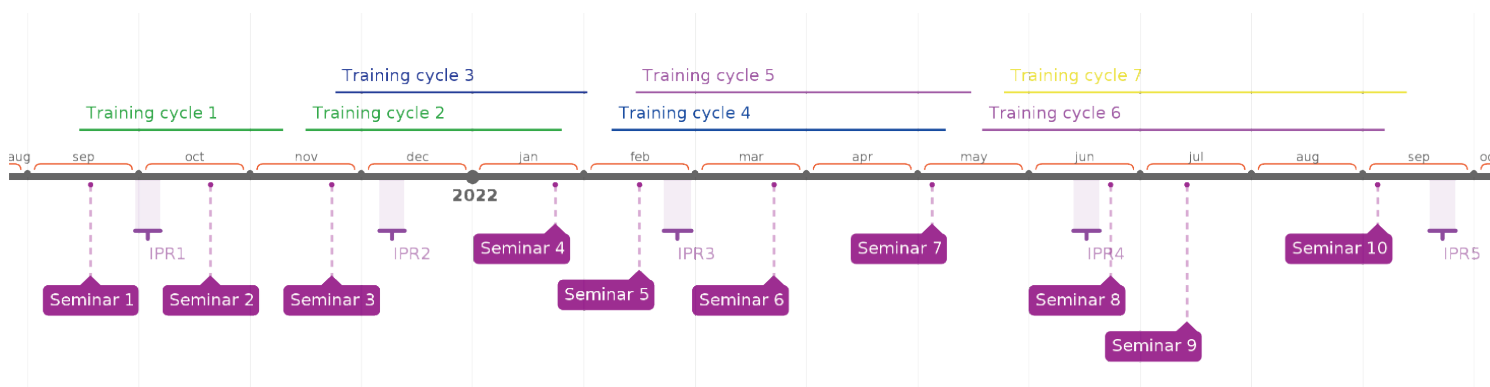 Training cycle 3
Training cycle 5
Training cycle 7
Training cycle 1
Training cycle 2
Training cycle 4
Training cycle 6
aug sep oct nov dec jan feb mar apr may jun jul aug sep oc
2022
IPR1
IPR2
Seminar 4
IPR3
Seminar 7
IPR4
Seminar 10
IPR5
Seminar 1
Seminar 2
Seminar 3
Seminar 5
Seminar 6
Seminar 8
Seminar 9